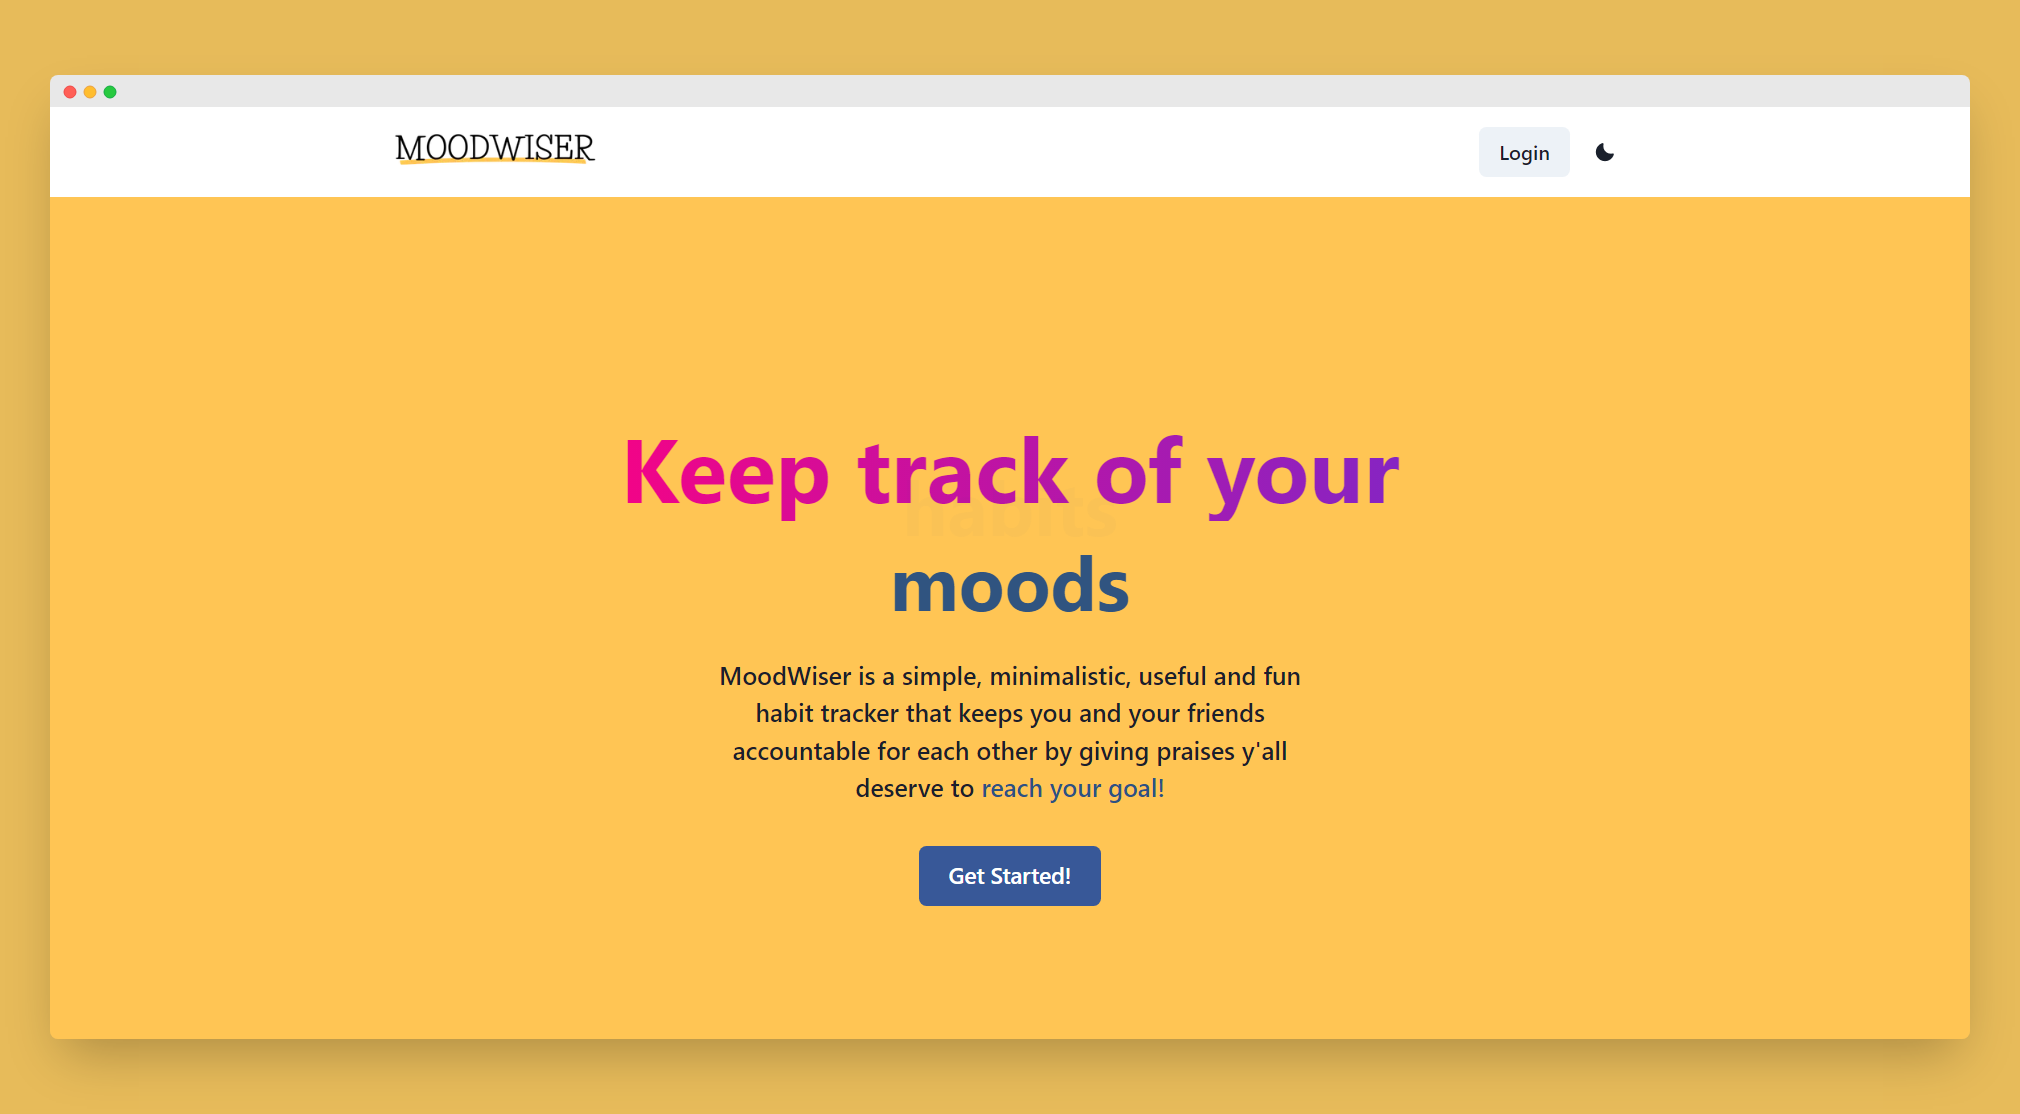 MOODWISER
Login
Keep track of your
habits
moods
MoodWiser is a simple, minimalistic, useful and fun
habit tracker that keeps you and your friends
accountable for each other by giving praises y'all
deserve to reach your goal!
Get Started!